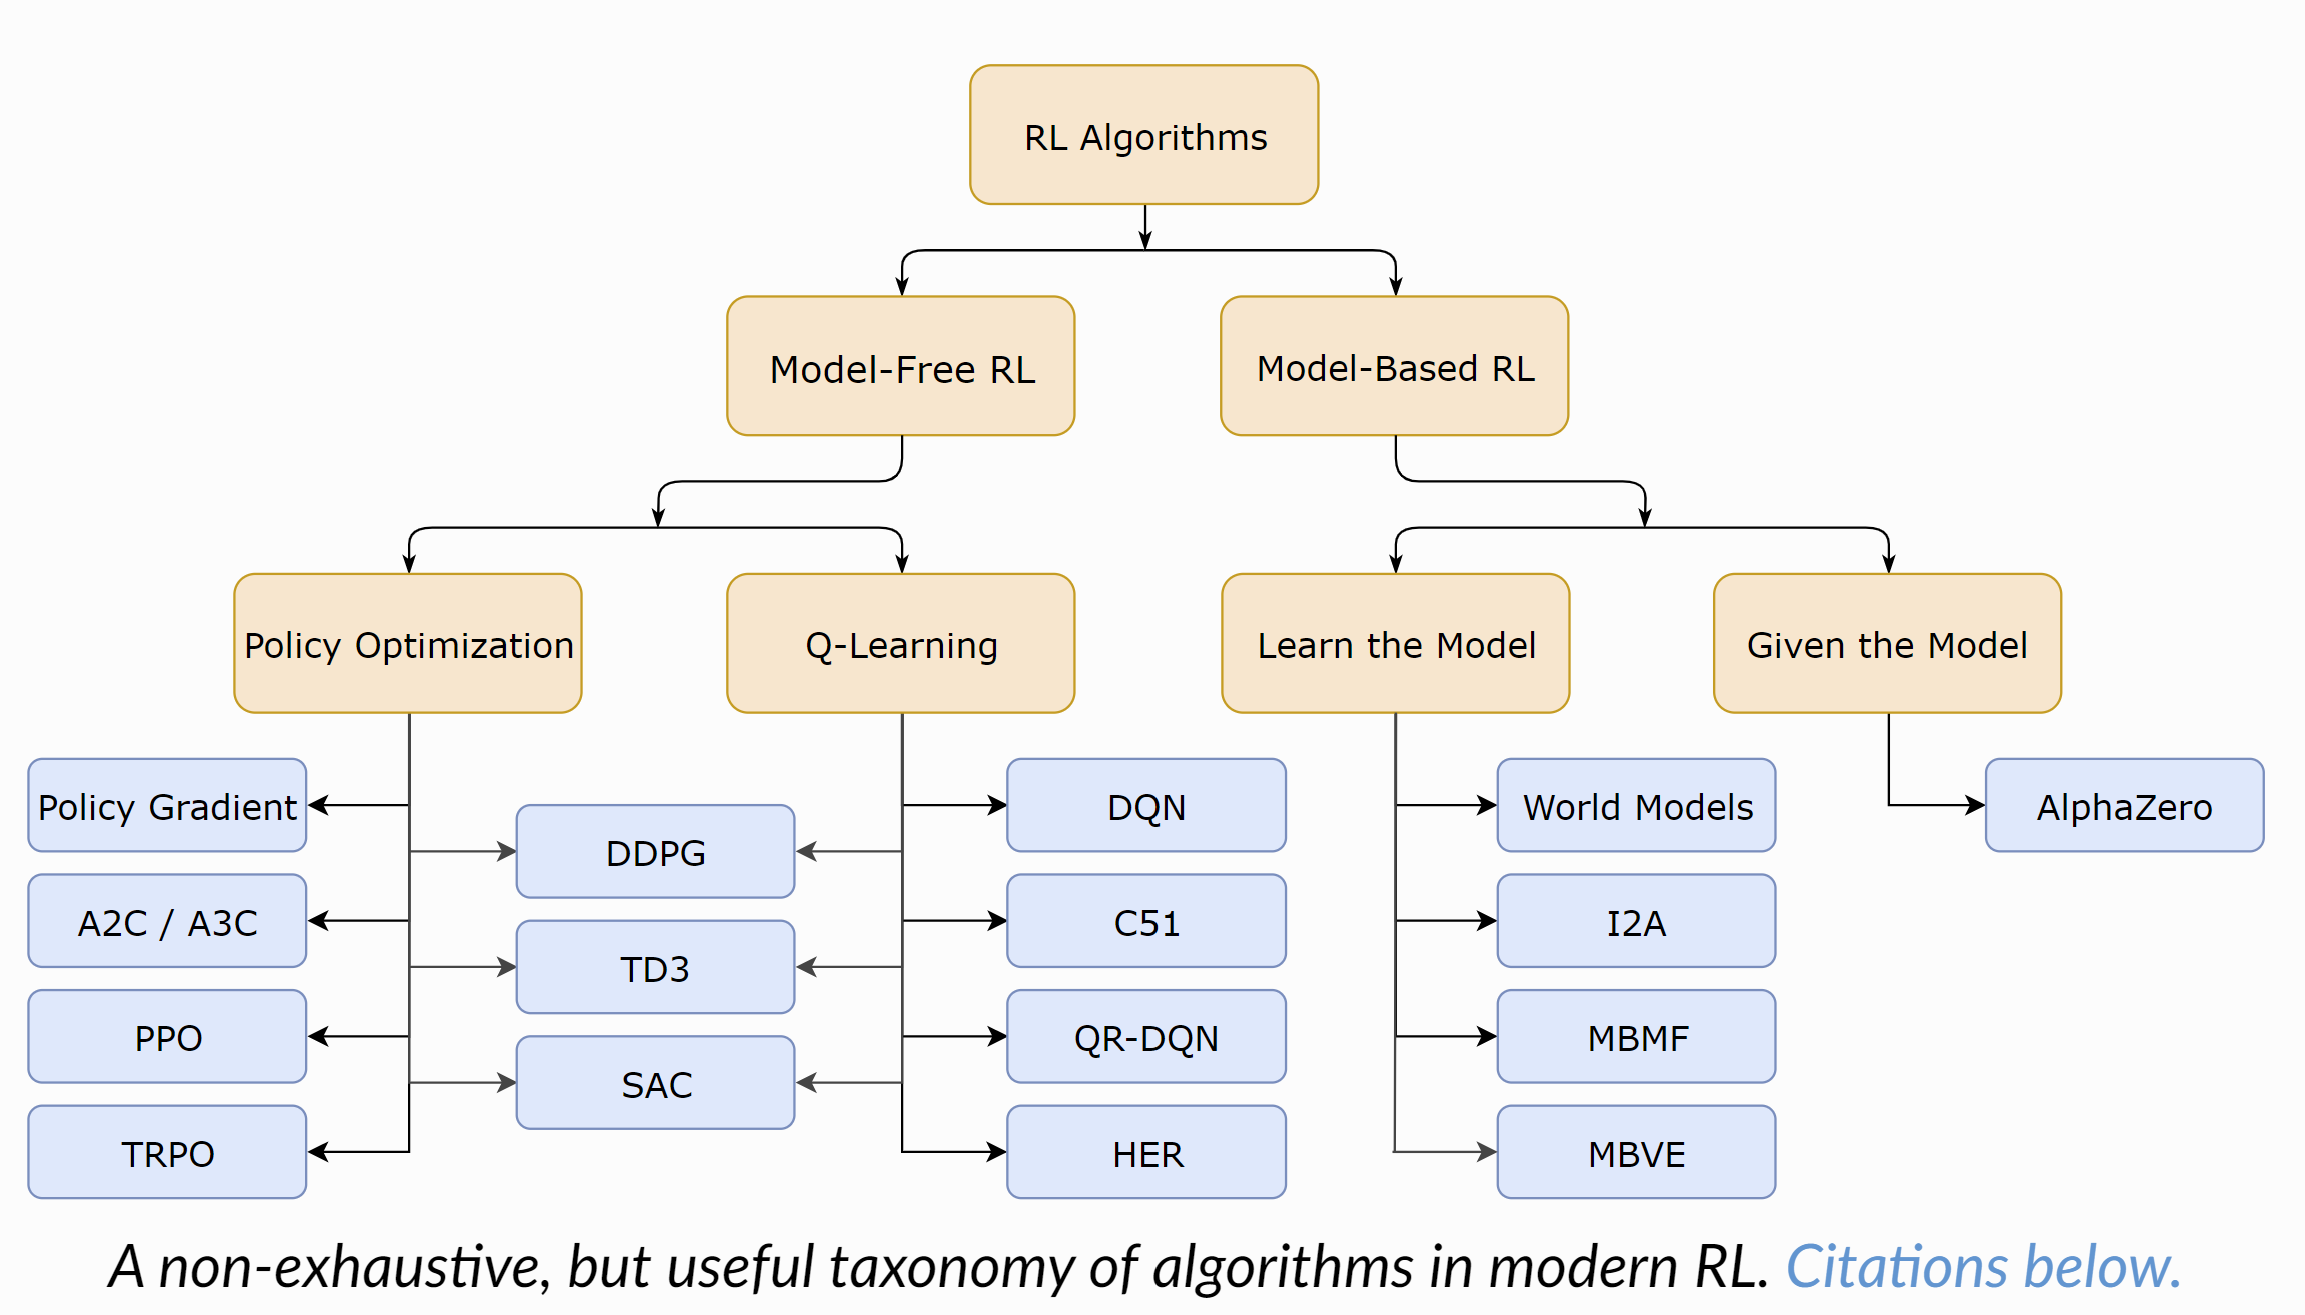 RL Algorithms
Model-Free RL
Model-Based RL
Policy Optimization
Q-Learning
Learn the Model
Given the Model
Policy Gradient
A2C / A3C
PPO
TRPO
DDPG
TD3
SAC
DQN
C51
QR-DQN
HER
World Models
I2A
MBMF
MBVE
AlphaZero
A non-exhaustive, but useful taxonomy of algorithms in modern RL. Citations below.